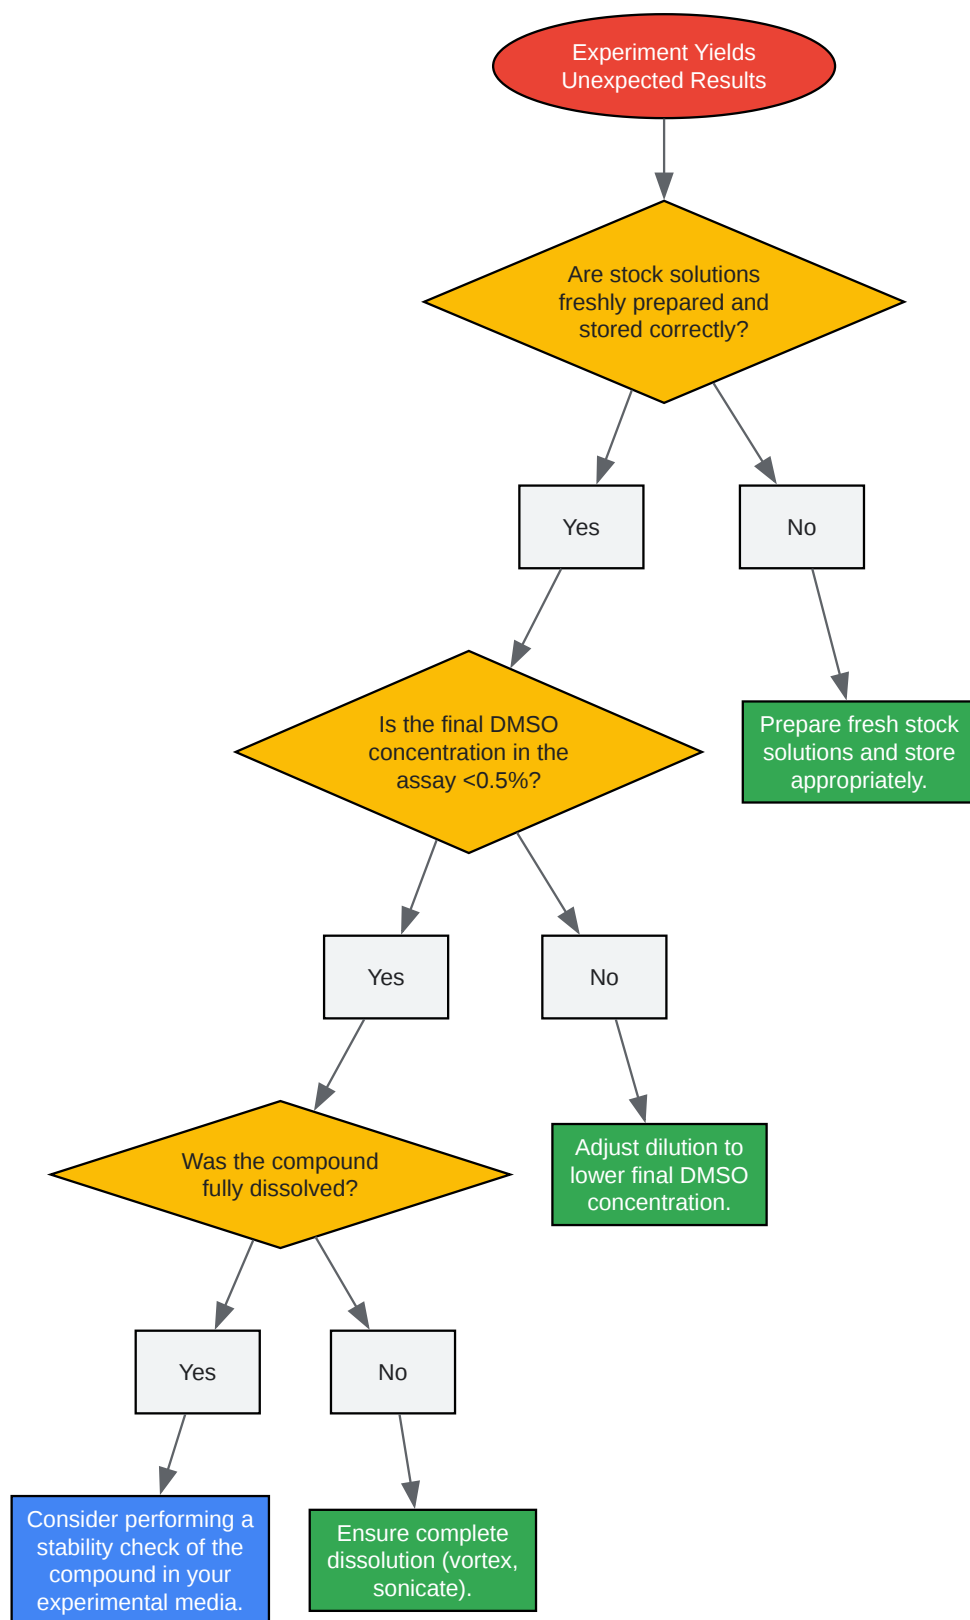 Experiment Yields
Unexpected Results
Are stock solutions
freshly prepared and
stored correctly?
Yes
No
Is the final DMSO
concentration in the
assay <0.5%?
Prepare fresh stock
solutions and store
appropriately.
Yes
No
Was the compound
fully dissolved?
Adjust dilution to
lower final DMSO
concentration.
Yes
No
Consider performing a
stability check of the
compound in your
experimental media.
Ensure complete
dissolution (vortex,
sonicate).